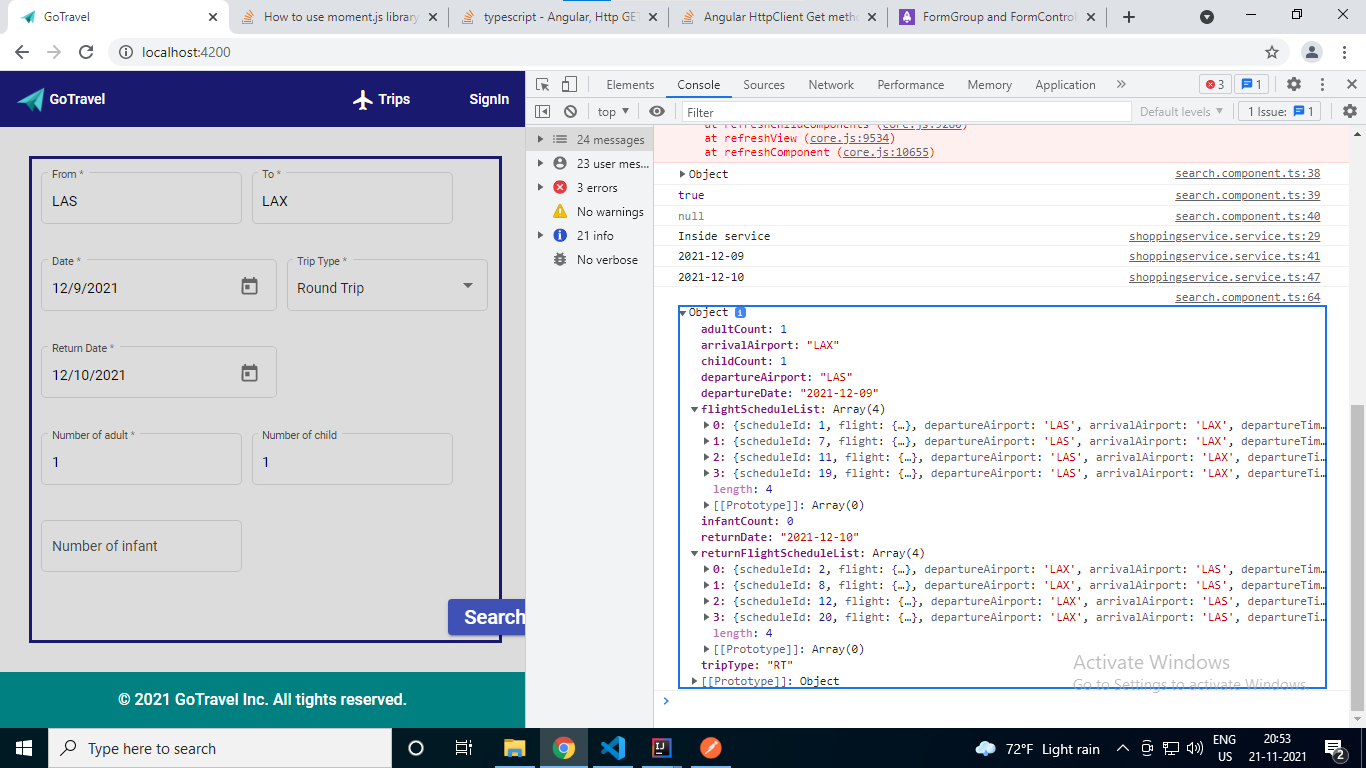 GoTravel
How to use moment.js library
typescript - Angular, Http GET
Angular HttpClient Get meth
FormGroup and FormControl
localhost:4200
GoTravel
Trips
SignIn
From *
LAS
To *
LAX
Date *
12/9/2021
Trip Type *
Round Trip
Return Date *
12/10/2021
Number of adult *
1
Number of child
1
Number of infant
Search
© 2021 GoTravel Inc. All tights reserved.
Elements
Console
Sources
Network
Performance
Memory
Application
3
1
top
Filter
Default levels
1 Issue: 1
24 messages
23 user mes...
3 errors
No warnings
21 info
No verbose
at refreshChildComponents (core.js:9280)
at refreshView (core.js:9534)
at refreshComponent (core.js:10655)
Object search.component.ts:38
true search.component.ts:39
null search.component.ts:40
Inside service shoppingservice.service.ts:29
2021-12-09 shoppingservice.service.ts:41
2021-12-10 shoppingservice.service.ts:47
search.component.ts:64
Object i
adultCount: 1
arrivalAirport: "LAX"
childCount: 1
departureAirport: "LAS"
departureDate: "2021-12-09"
flightScheduleList: Array(4)
0: {scheduleId: 1, flight: {…}, departureAirport: 'LAS', arrivalAirport: 'LAX', departureTim…
1: {scheduleId: 7, flight: {…}, departureAirport: 'LAS', arrivalAirport: 'LAX', departureTim…
2: {scheduleId: 11, flight: {…}, departureAirport: 'LAS', arrivalAirport: 'LAX', departureTi…
3: {scheduleId: 19, flight: {…}, departureAirport: 'LAS', arrivalAirport: 'LAX', departureTi…
length: 4
[[Prototype]]: Array(0)
infantCount: 0
returnDate: "2021-12-10"
returnFlightScheduleList: Array(4)
0: {scheduleId: 2, flight: {…}, departureAirport: 'LAX', arrivalAirport: 'LAS', departureTim…
1: {scheduleId: 8, flight: {…}, departureAirport: 'LAX', arrivalAirport: 'LAS', departureTim…
2: {scheduleId: 12, flight: {…}, departureAirport: 'LAX', arrivalAirport: 'LAS', departureTi…
3: {scheduleId: 20, flight: {…}, departureAirport: 'LAX', arrivalAirport: 'LAS', departureTi…
length: 4
[[Prototype]]: Array(0)
tripType: "RT"
[[Prototype]]: Object
Activate Windows
Go to Settings to activate Windows.
Type here to search
72°F Light rain
ENG
US
20:53
21-11-2021
2